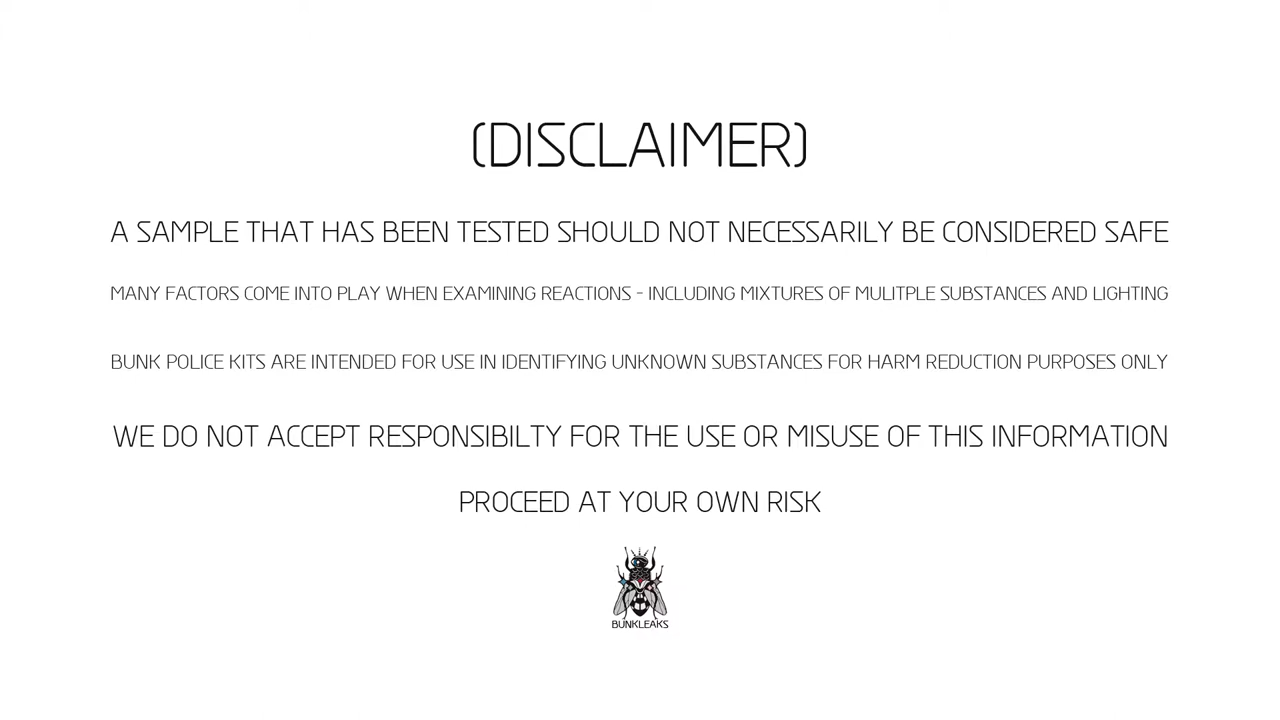 (DISCLAIMER)
A SAMPLE THAT HAS BEEN TESTED SHOULD NOT NECESSARILY BE CONSIDERED SAFE
MANY FACTORS COME INTO PLAY WHEN EXAMINING REACTIONS - INCLUDING MIXTURES OF MULITPLE SUBSTANCES AND LIGHTING
BUNK POLICE KITS ARE INTENDED FOR USE IN IDENTIFYING UNKNOWN SUBSTANCES FOR HARM REDUCTION PURPOSES ONLY
WE DO NOT ACCEPT RESPONSIBILTY FOR THE USE OR MISUSE OF THIS INFORMATION
PROCEED AT YOUR OWN RISK
BUNKLEAKS